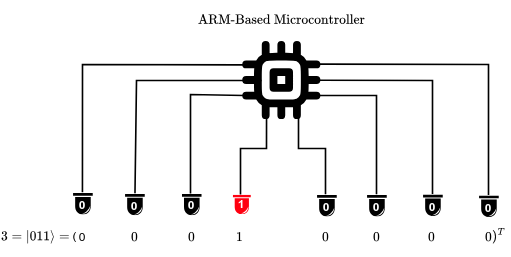 ARM-Based Microcontroller
0 0 0 1 0 0 0 0
3 = |011⟩ = (0 0 0 1 0 0 0 0)ᵀ